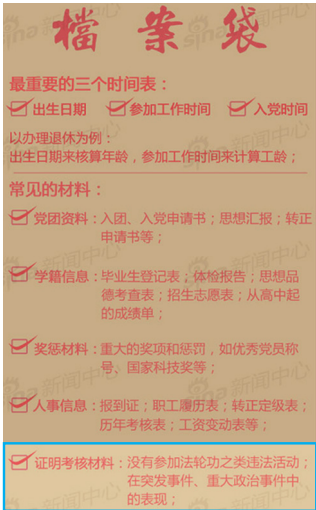 檔案袋
最重要的三个时间表：
出生日期 参加工作时间 入党时间
以办理退休为例：
出生日期来核算年龄，参加工作时间来计算工龄；
常见的材料：
党团资料：入团、入党申请书；思想汇报；转正
申请书等；
学籍信息：毕业生登记表；体检报告；思想品
德考查表；招生志愿表；从高中起
的成绩单；
奖惩材料：重大的奖项和惩罚，如优秀党员称
号、国家科技奖等；
人事信息：报到证；职工履历表；转正定级表；
历年考核表；工资变动表等；
证明考核材料：没有参加法轮功之类违法活动；
在突发事件、重大政治事件中
的表现；
sina新闻中心